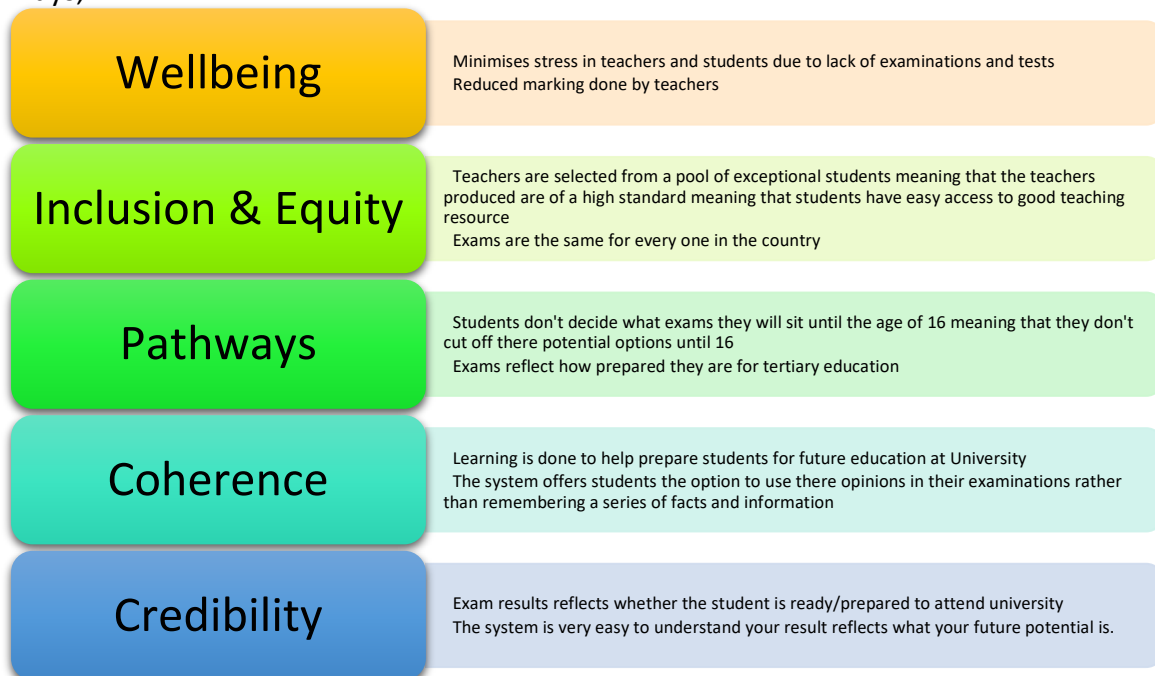 Wellbeing
Minimises stress in teachers and students due to lack of examinations and tests
Reduced marking done by teachers
Inclusion & Equity
Teachers are selected from a pool of exceptional students meaning that the teachers
produced are of a high standard meaning that students have easy access to good teaching
resource
Exams are the same for every one in the country
Pathways
Students don't decide what exams they will sit until the age of 16 meaning that they don't
cut off there potential options until 16
Exams reflect how prepared they are for tertiary education
Coherence
Learning is done to help prepare students for future education at University
The system offers students the option to use there opinions in their examinations rather
than remembering a series of facts and information
Credibility
Exam results reflects whether the student is ready/prepared to attend university
The system is very easy to understand your result reflects what your future potential is.